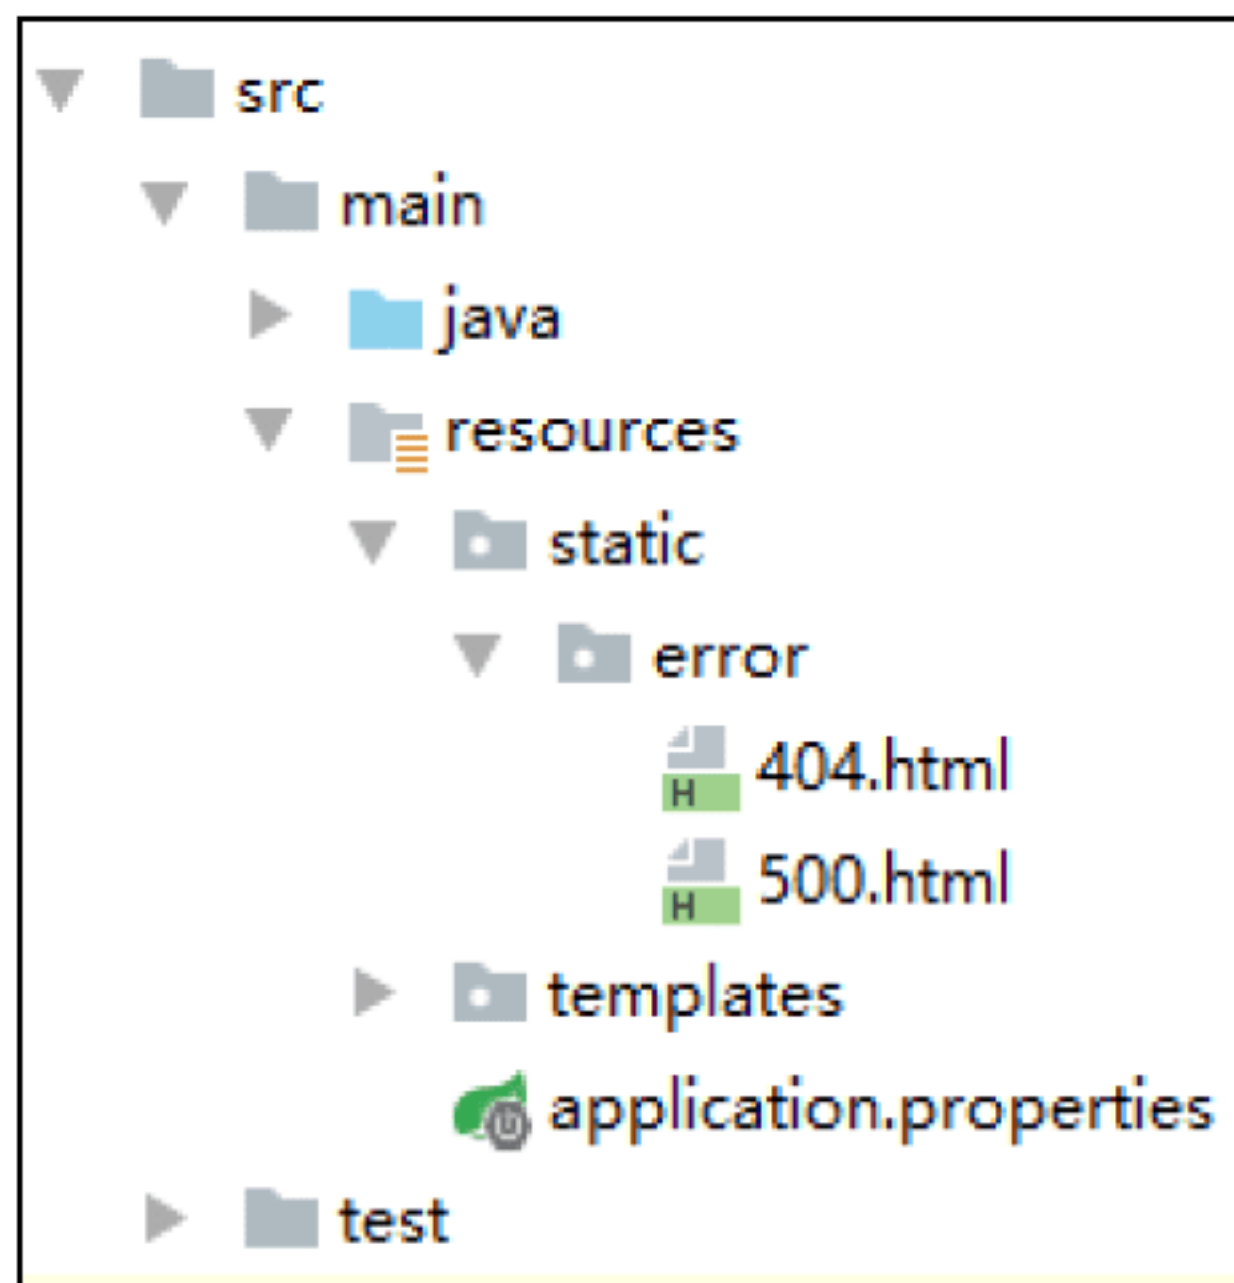 src
main
java
resources
static
error
404.html
H
500.html
H
templates
application.properties
test